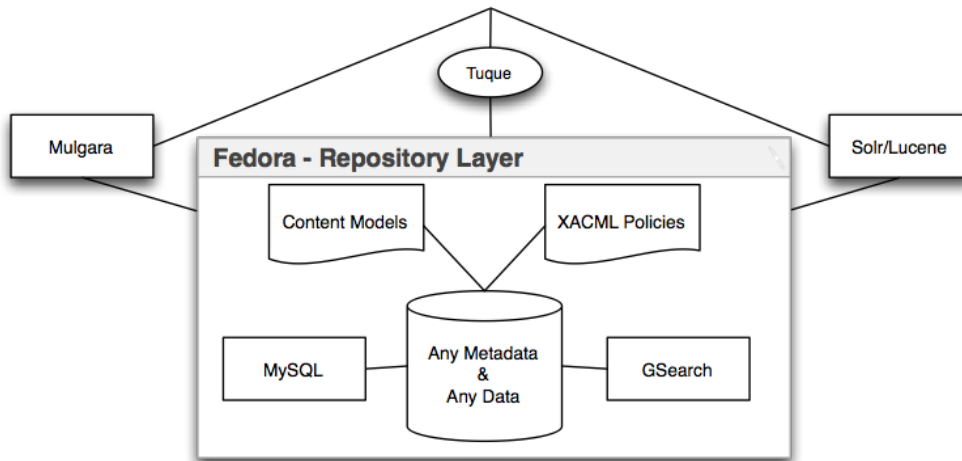 Tuque
Mulgara
Solr/Lucene
Fedora - Repository Layer
Content Models
XACML Policies
MySQL
Any Metadata
&
Any Data
GSearch